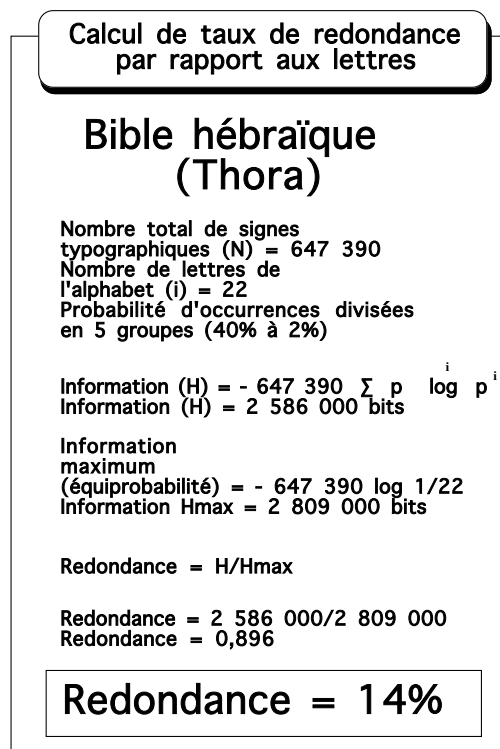 Calcul de taux de redondance
par rapport aux lettres
Bible hébraïque
(Thora)
Nombre total de signes
typographiques (N) = 647 390
Nombre de lettres de
l'alphabet (i) = 22
Probabilité d'occurrences divisées
en 5 groupes (40% à 2%)
Information (H) = - 647 390 ∑ p i log p i
Information (H) = 2 586 000 bits
Information
maximum
(équiprobabilité) = - 647 390 log 1/22
Information Hmax = 2 809 000 bits
Redondance = H/Hmax
Redondance = 2 586 000/2 809 000
Redondance = 0,896
Redondance = 14%